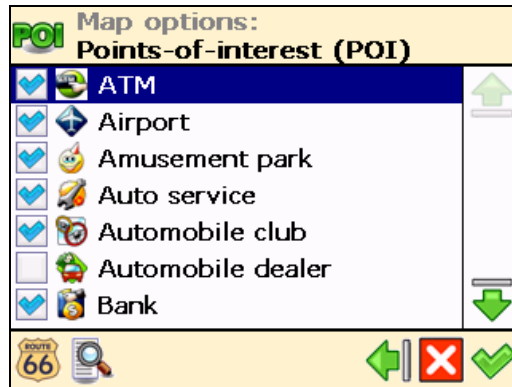 POI Map options:
Points-of-interest (POI)
ATM
Airport
Amusement park
Auto service
Automobile club
Automobile dealer
Bank
ROUTE
66